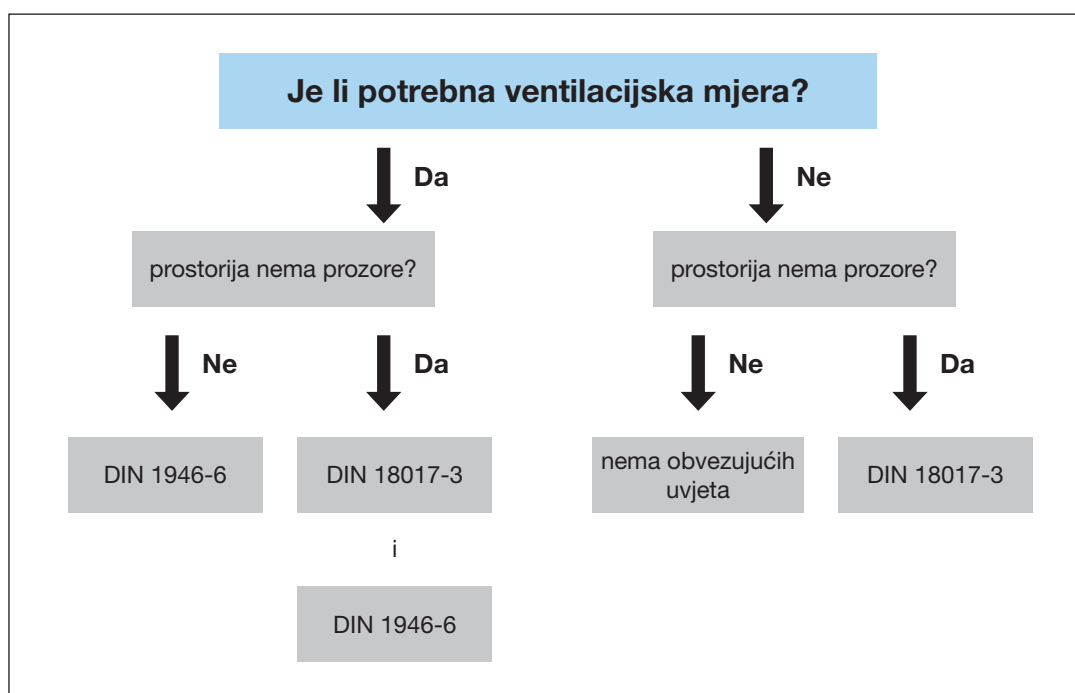 Je li potrebna ventilacijska mjera?
Da
Ne
prostorija nema prozore?
prostorija nema prozore?
Ne
Da
Ne
Da
DIN 1946-6
DIN 18017-3
nema obvezujućih
uvjeta
DIN 18017-3
i
DIN 1946-6